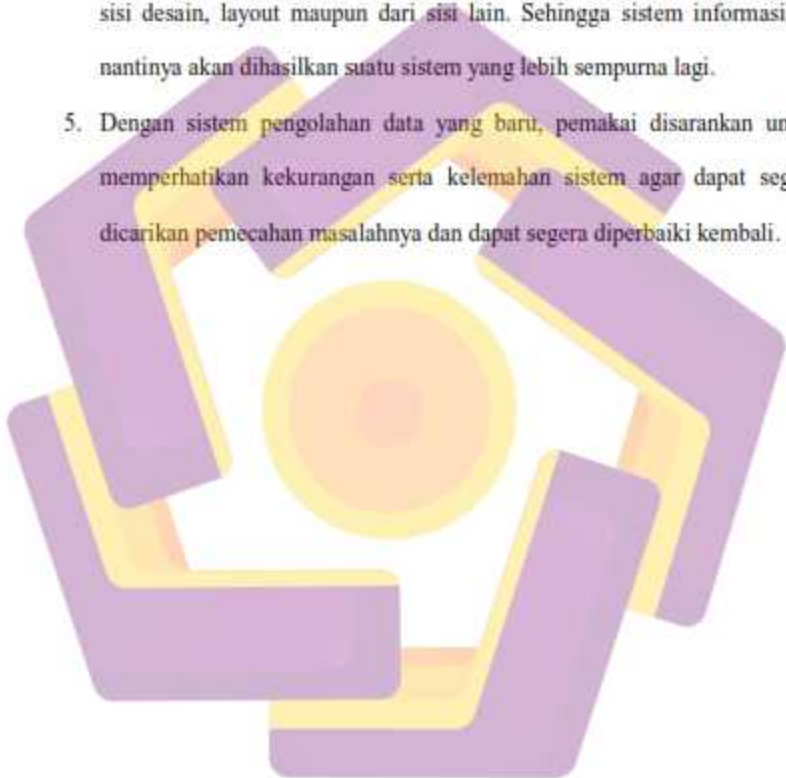 sisi desain, layout maupun dari sisi lain. Sehingga sistem informasi
nantinya akan dihasilkan suatu sistem yang lebih sempurna lagi.
5. Dengan sistem pengolahan data yang baru, pemakai disarankan un
memperhatikan kekurangan serta kelemahan sistem agar dapat seg
dicarikan pemecahan masalahnya dan dapat segera diperbaiki kembali.